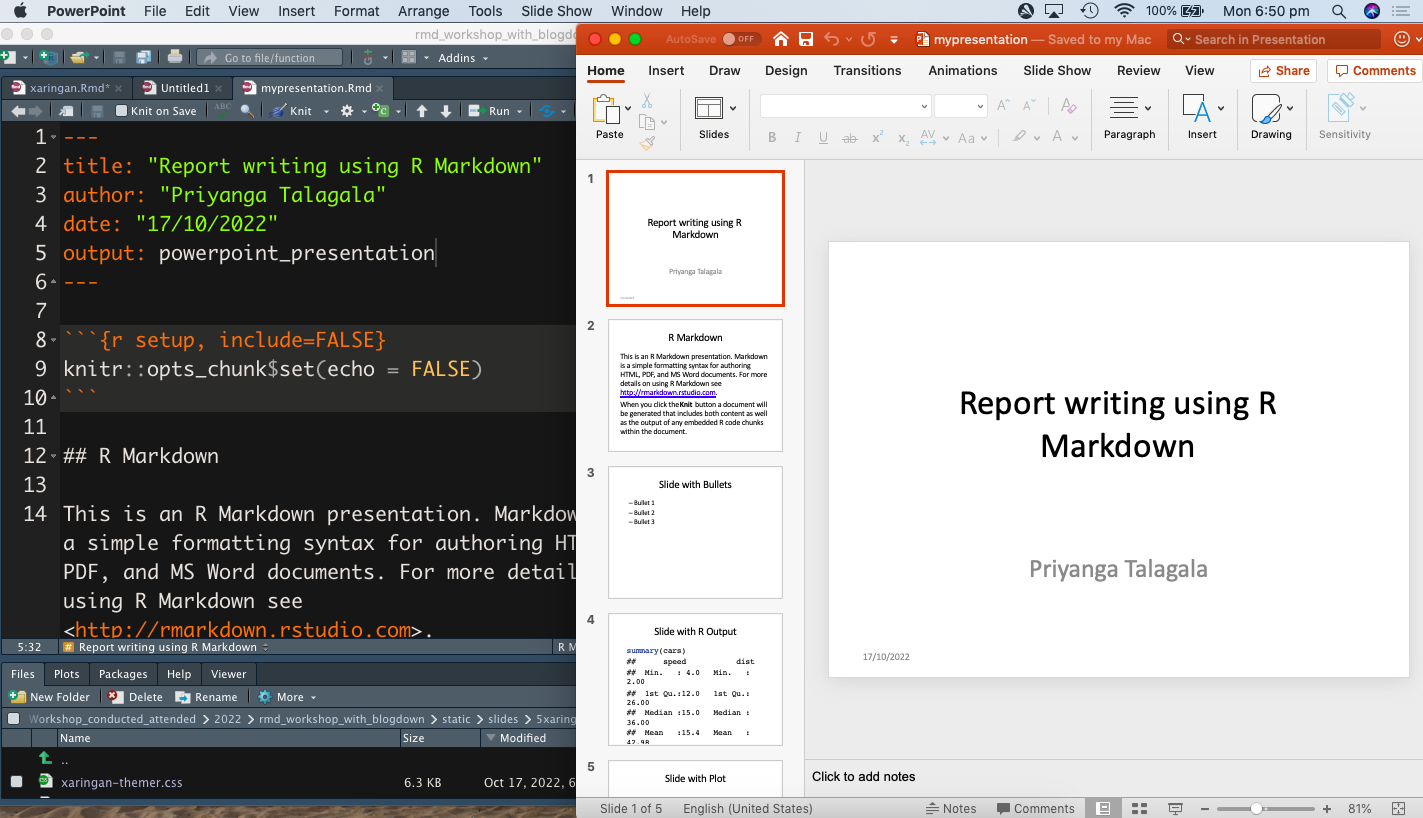 PowerPoint File Edit View Insert Format Arrange Tools Slide Show Window Help 100% Mon 6:50 pm
rmd_workshop_with_blogd
Go to file/function Addins
xaringan.Rmd* Untitled1 mypresentation.Rmd
Knit on Save ABC Knit Run
1 ---
2 title: "Report writing using R Markdown"
3 author: "Priyanga Talagala"
4 date: "17/10/2022"
5 output: powerpoint_presentation
6 ---
7
8 ```{r setup, include=FALSE}
9 knitr::opts_chunk$set(echo = FALSE)
10 ```
11
12 ## R Markdown
13
14 This is an R Markdown presentation. Markdow
a simple formatting syntax for authoring HT
PDF, and MS Word documents. For more detail
using R Markdown see
<http://rmarkdown.rstudio.com>.
5:32 # Report writing using R Markdown R M
Files Plots Packages Help Viewer
New Folder Delete Rename More
Workshop_conducted_attended 2022 rmd_workshop_with_blogdown static slides 5xaring
Name Size Modified
..
xaringan-themer.css 6.3 KB Oct 17, 2022, 6
AutoSave OFF mypresentation — Saved to my Mac Search in Presentation
Home Insert Draw Design Transitions Animations Slide Show Review View Share Comments
Paste Slides B I U ab x² x₂ AV Aa A Paragraph Insert Drawing Sensitivity
1
Report writing using R
Markdown
Priyanga Talagala
2
R Markdown
This is an R Markdown presentation. Markdown
is a simple formatting syntax for authoring
HTML, PDF, and MS Word documents. For more
details on using R Markdown see
http://rmarkdown.rstudio.com.
When you click the Knit button a document will
be generated that includes both content as well
as the output of any embedded R code chunks
within the document.
3
Slide with Bullets
– Bullet 1
– Bullet 2
– Bullet 3
4
Slide with R Output
summary(cars)
## speed dist
## Min. : 4.0 Min. :
2.00
## 1st Qu.:12.0 1st Qu.:
26.00
## Median :15.0 Median :
36.00
## Mean :15.4 Mean :
42.98
5
Slide with Plot
Report writing using R
Markdown
Priyanga Talagala
17/10/2022
Click to add notes
Slide 1 of 5 English (United States) Notes Comments 81%